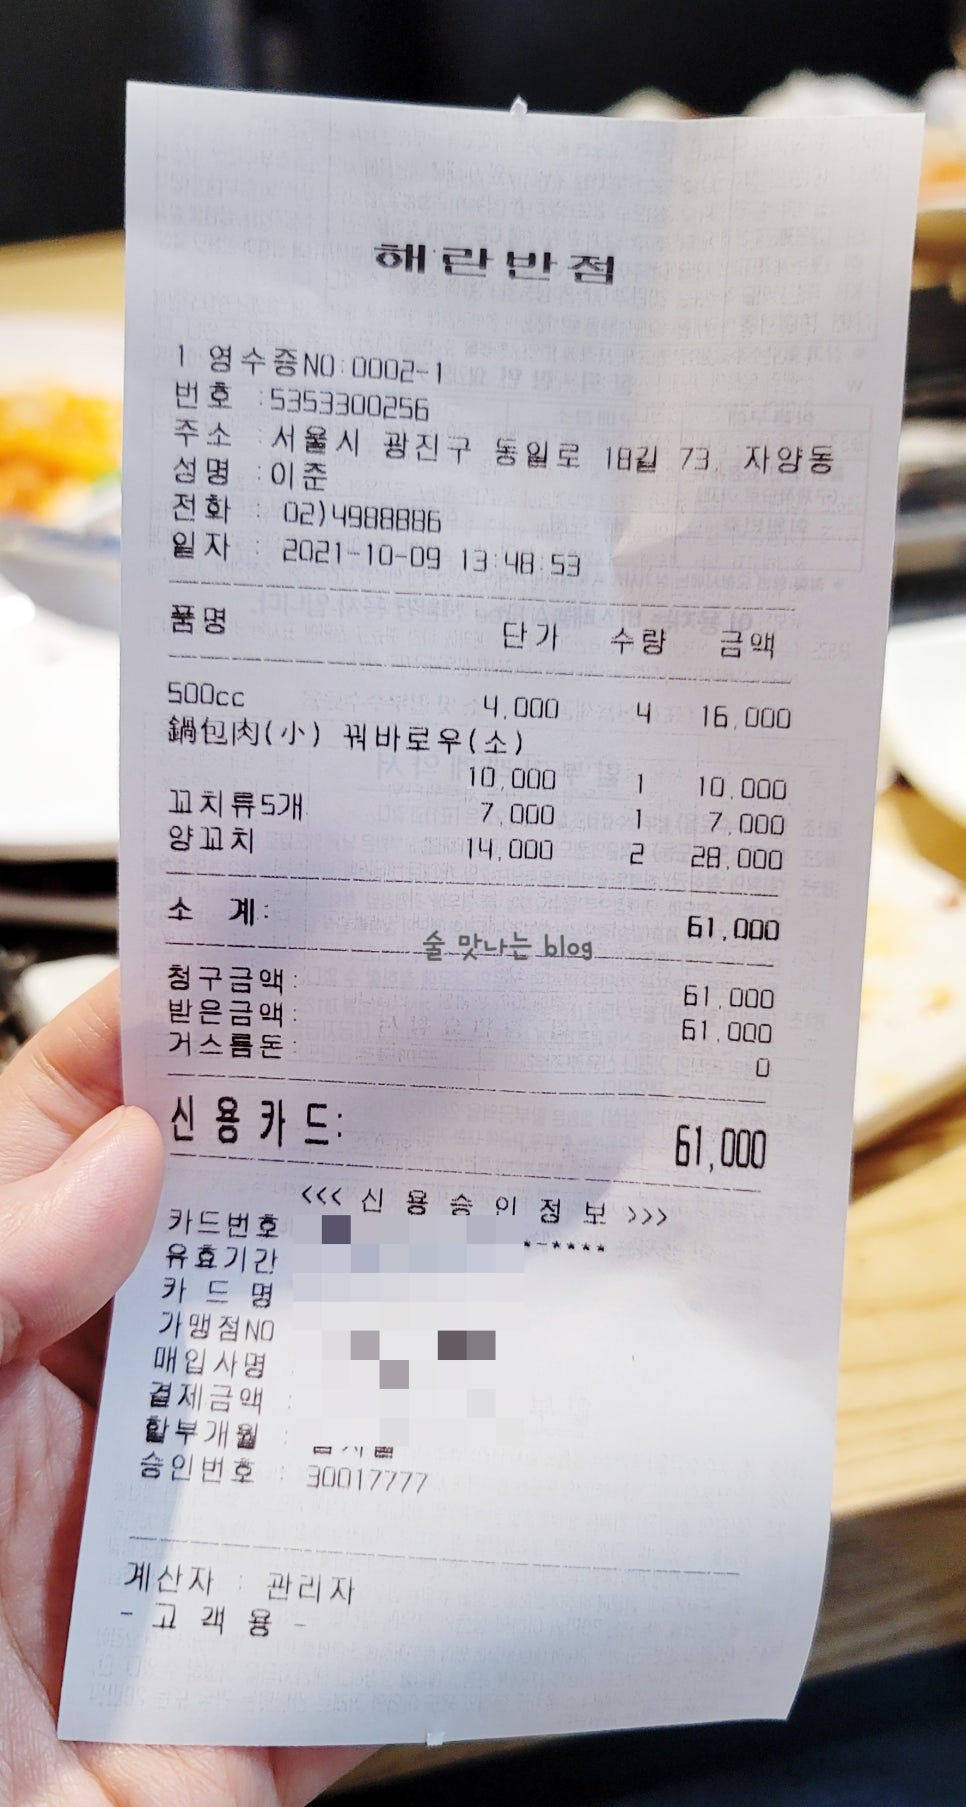 해란반점
1 영수증NO:0002-1
번호 :5353300256
주소 : 서울시 광진구 동일로 18길 73, 자양동
성명 : 이준
전화 : 02)4988886
일자 : 2021-10-09 13:48:53
품명 단가 수량 금액
500cc 4,000 4 16,000
鍋包肉(小) 꿔바로우(소)
10,000 1 10,000
꼬치류5개 7,000 1 7,000
양꼬치 14,000 2 28,000
소 계: 61,000
술 맛나는 blog
청구금액: 61,000
받은금액: 61,000
거스름돈: 0
신용카드: 61,000
<<< 신 용 승 인 정 보 >>>
카드번호
유효기간 *-****
카 드 명
가맹점NO
매입사명 :
결제금액 :
할부개월 :
승인번호 : 30017777
계산자 : 관리자
- 고 객 용 -